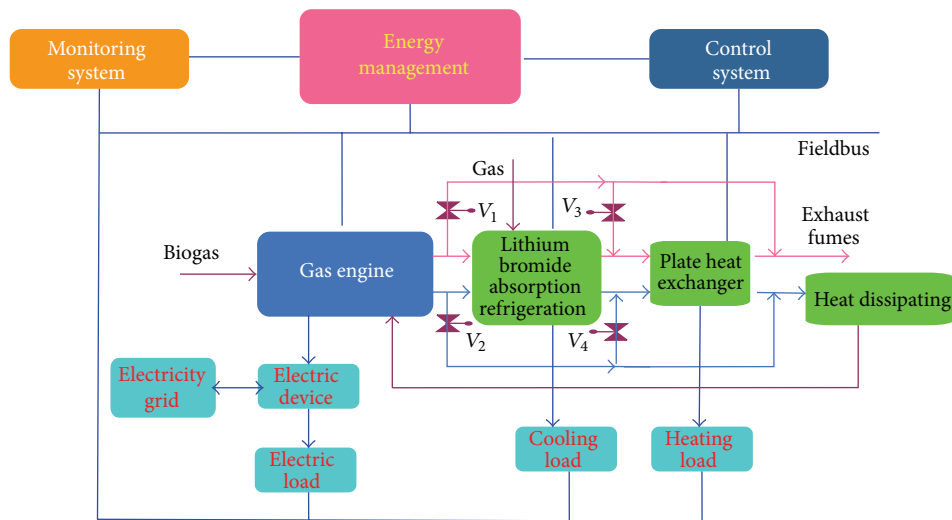 Monitoring
system
Energy
management
Control
system
Fieldbus
Gas
V1
V3
Exhaust
fumes
Biogas
Gas engine
Lithium
bromide
absorption
refrigeration
Plate heat
exchanger
Heat dissipating
V2
V4
Electricity
grid
Electric
device
Electric
load
Cooling
load
Heating
load